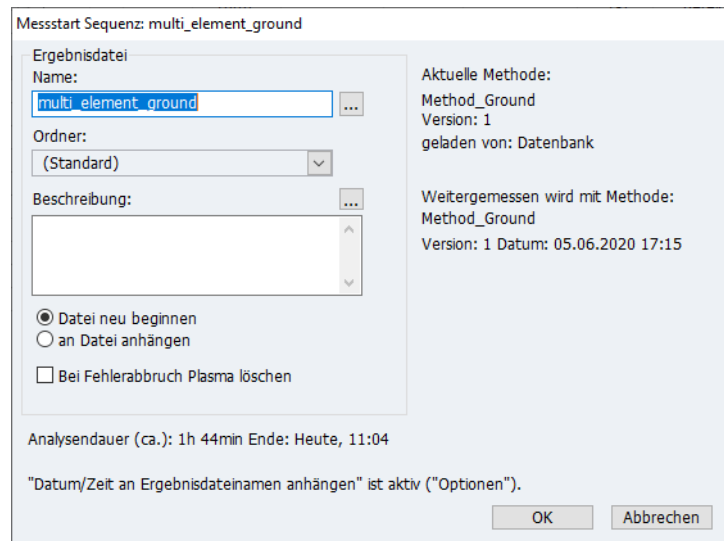 Messstart Sequenz: multi_element_ground
Ergebnisdatei
Name:
multi_element_ground
...
Ordner:
(Standard)
Beschreibung:
...
Datei neu beginnen
an Datei anhängen
Bei Fehlerabbruch Plasma löschen
Aktuelle Methode:
Method_Ground
Version: 1
geladen von: Datenbank
Weitergemessen wird mit Methode:
Method_Ground
Version: 1 Datum: 05.06.2020 17:15
Analysendauer (ca.): 1h 44min Ende: Heute, 11:04
"Datum/Zeit an Ergebnisdateinamen anhängen" ist aktiv ("Optionen").
OK
Abbrechen